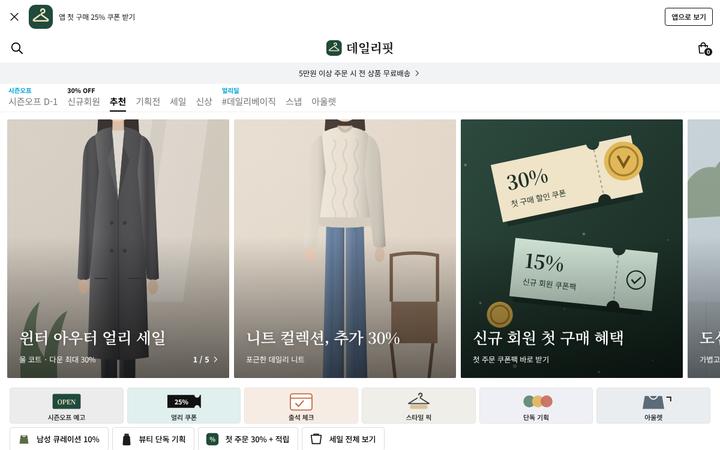 앱 첫 구매 25% 쿠폰 받기
앱으로 보기
데일리핏
0
5만원 이상 주문 시 전 상품 무료배송
시즌오프
30% OFF
얼리딜
시즌오프 D-1
신규회원
추천
기획전
세일
신상
#데일리베이직
스냅
아울렛
윈터 아우터 얼리 세일
울 코트 · 다운 최대 30%
1 / 5
니트 컬렉션, 추가 30%
포근한 데일리 니트
30%
첫 구매 할인 쿠폰
15%
신규 회원 쿠폰팩
신규 회원 첫 구매 혜택
첫 주문 쿠폰팩 바로 받기
OPEN
시즌오프 예고
25%
얼리 쿠폰
출석 체크
스타일 픽
단독 기획
아울렛
남성 큐레이션 10%
뷰티 단독 기획
%
첫 주문 30% + 적립
세일 전체 보기